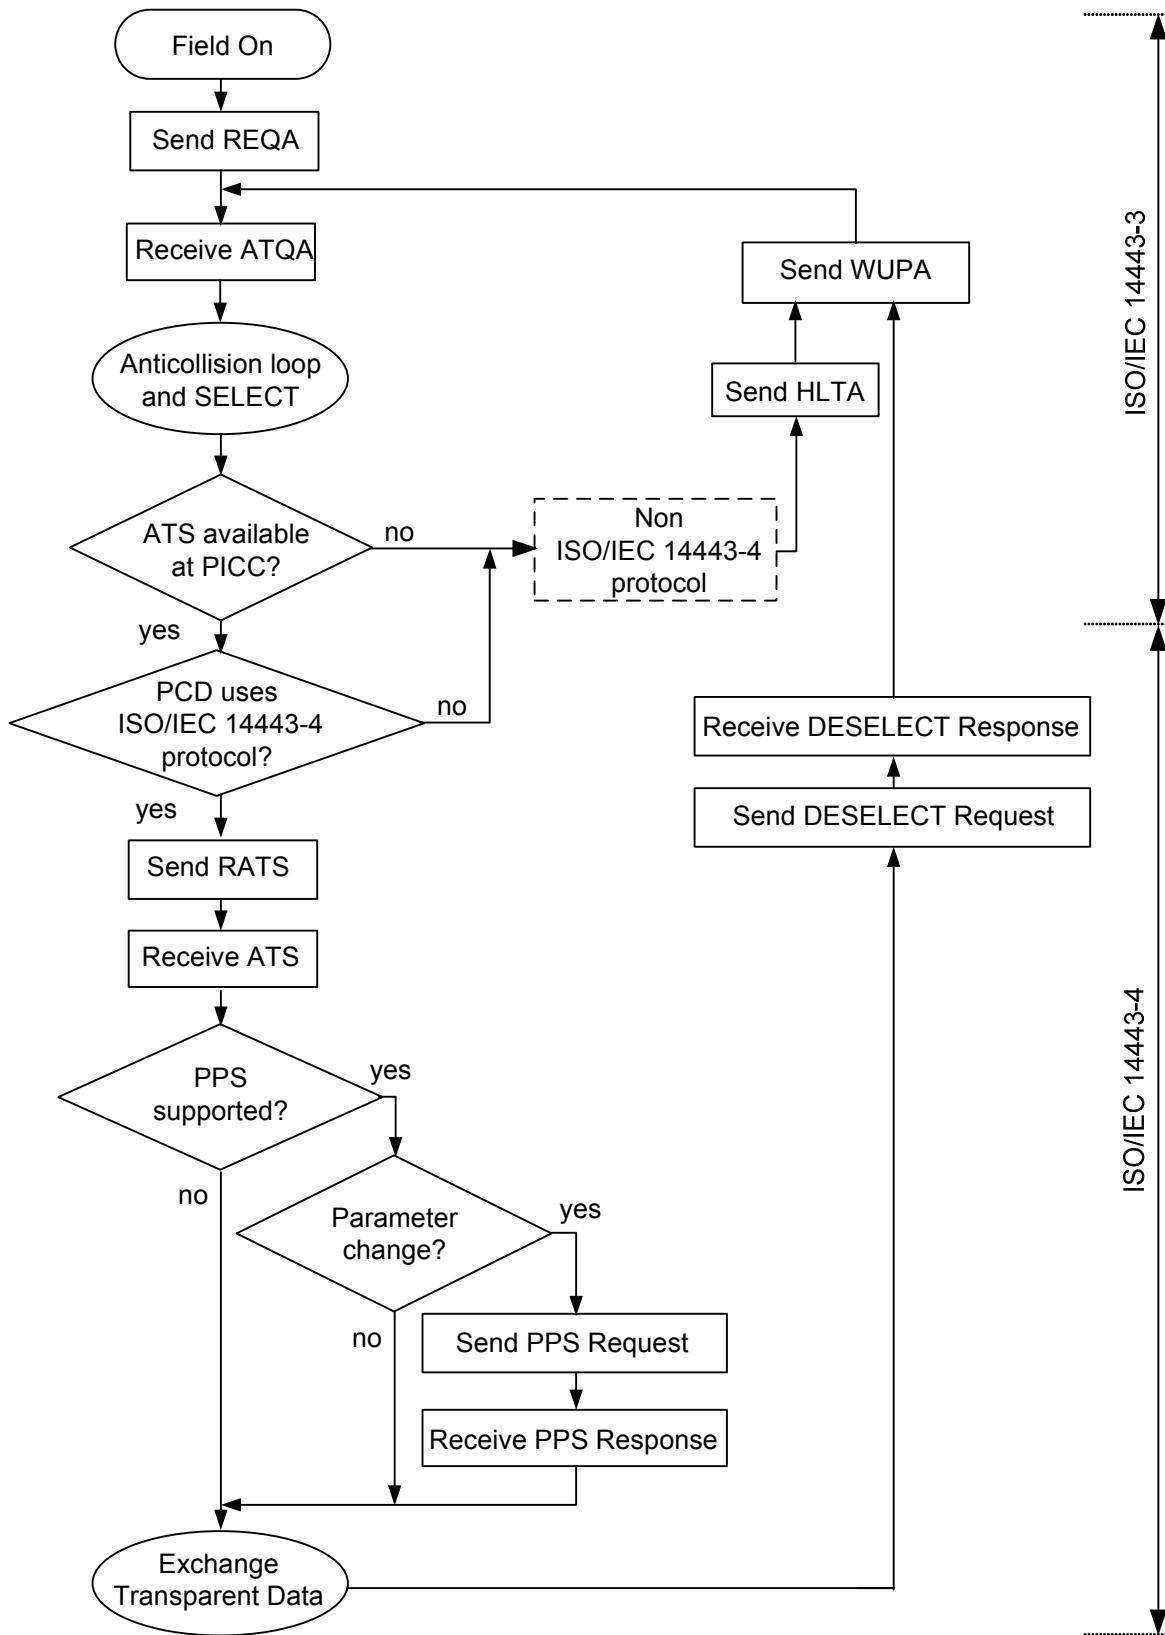 Field On
Send REQA
Receive ATQA
Send WUPA
Anticollision loop
and SELECT
Send HLTA
ATS available
at PICC?
no
Non
ISO/IEC 14443-4
protocol
yes
PCD uses
ISO/IEC 14443-4
protocol?
no
yes
Receive DESELECT Response
Send DESELECT Request
Send RATS
Receive ATS
PPS
supported?
yes
no
Parameter
change?
yes
no
Send PPS Request
Receive PPS Response
Exchange
Transparent Data
ISO/IEC 14443-3
ISO/IEC 14443-4